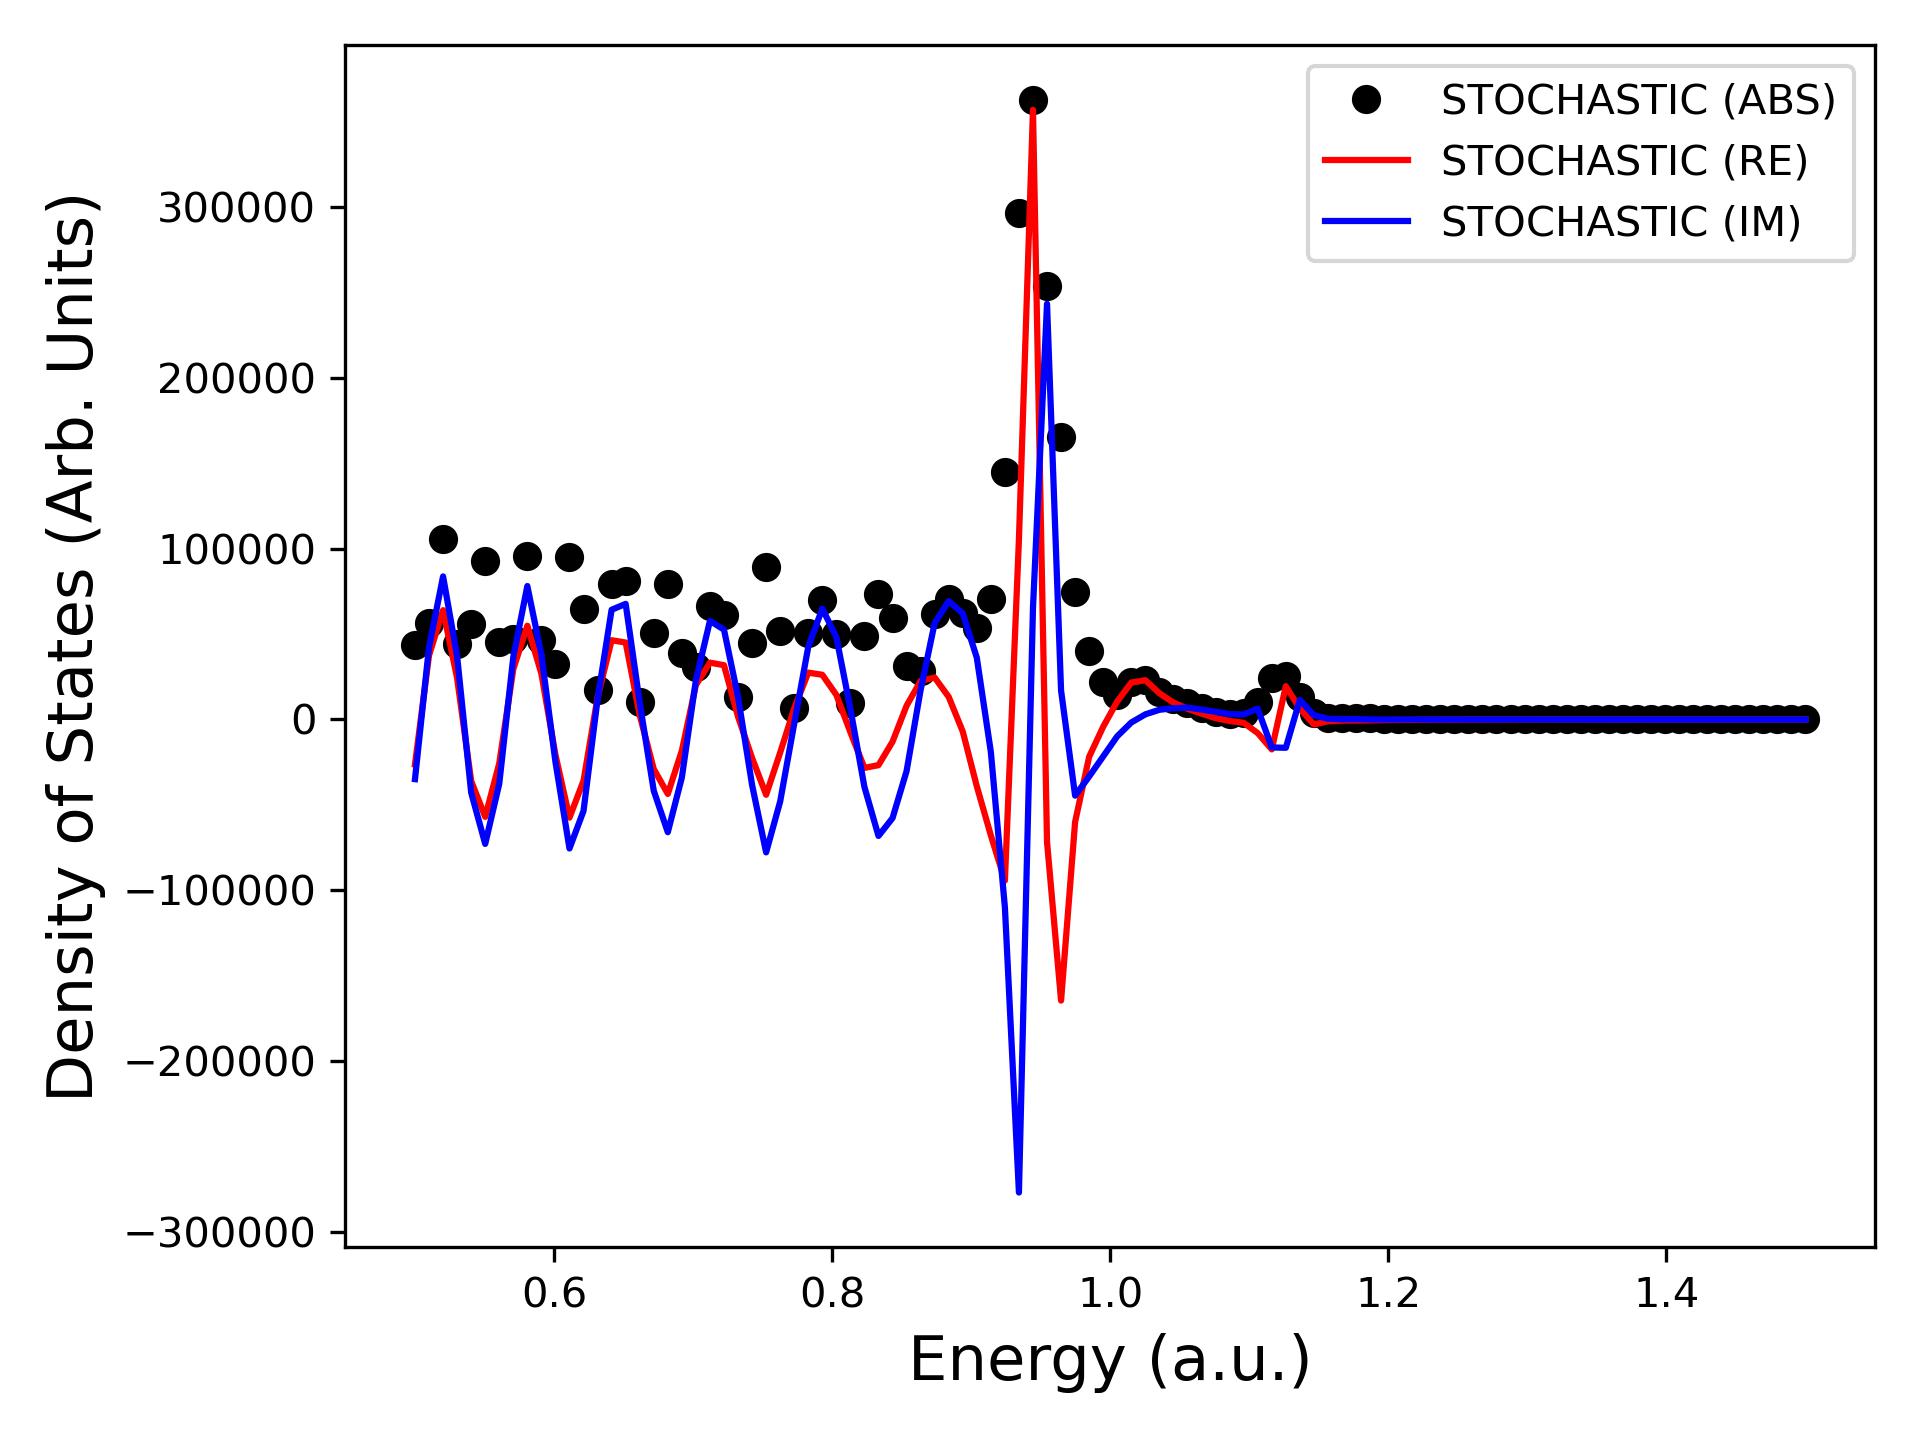 Density of States (Arb. Units)
300000
200000
100000
0
−100000
−200000
−300000
STOCHASTIC (ABS)
STOCHASTIC (RE)
STOCHASTIC (IM)
0.6 0.8 1.0 1.2 1.4
Energy (a.u.)